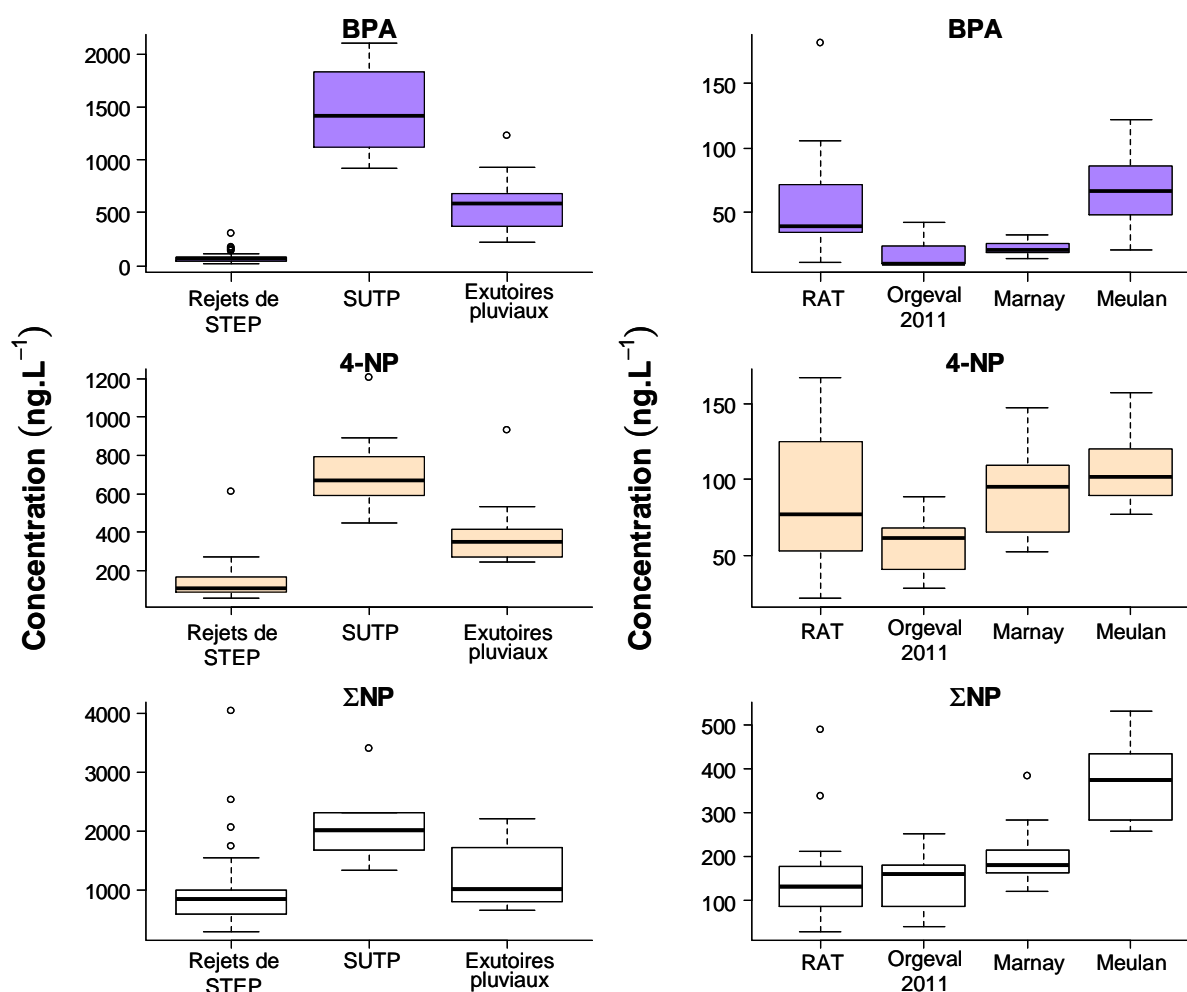 BPA
2000
1500
1000
500
0
Rejets de
STEP
SUTP
Exutoires
pluviaux
BPA
150
100
50
RAT
Orgeval
2011
Marnay
Meulan
Concentration (ng.L⁻¹)
4-NP
1200
1000
800
600
400
200
Rejets de
STEP
SUTP
Exutoires
pluviaux
Concentration (ng.L⁻¹)
4-NP
150
100
50
RAT
Orgeval
2011
Marnay
Meulan
ΣNP
4000
3000
2000
1000
Rejets de
STEP
SUTP
Exutoires
pluviaux
ΣNP
500
400
300
200
100
RAT
Orgeval
2011
Marnay
Meulan